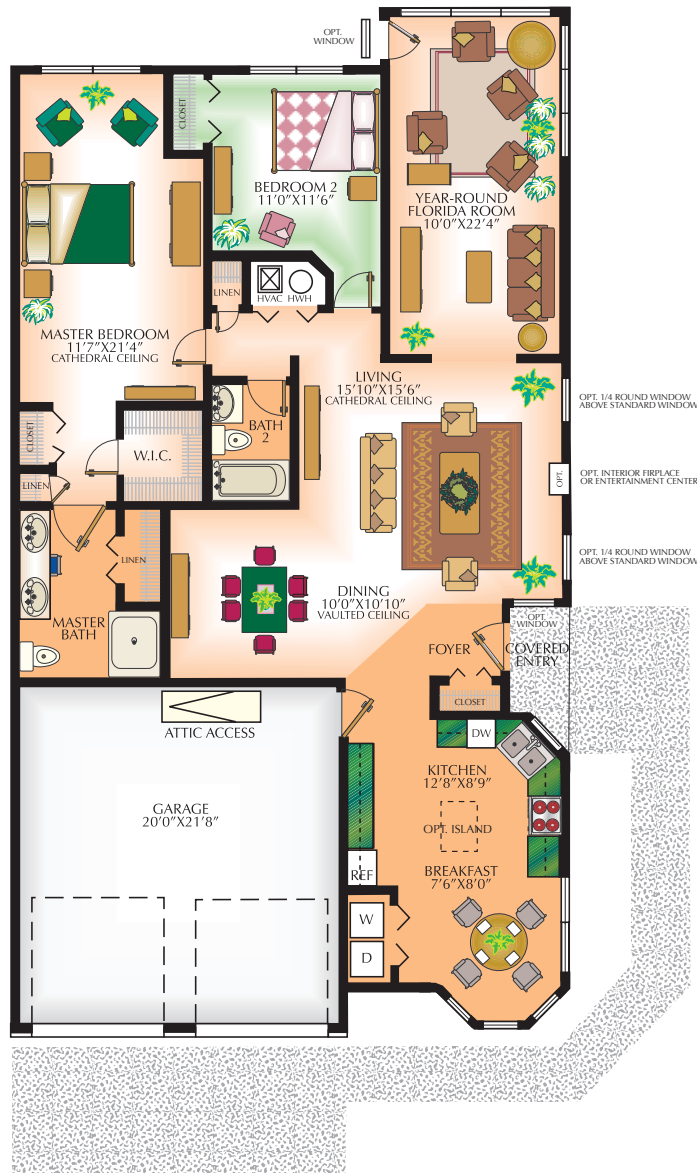 OPT.
WINDOW
CLOSET
BEDROOM 2
11'0"X11'6"
YEAR-ROUND
FLORIDA ROOM
10'0"X22'4"
LINEN
HVAC HWH
MASTER BEDROOM
11'7"X21'4"
CATHEDRAL CEILING
LIVING
15'10"X15'6"
CATHEDRAL CEILING
OPT. 1/4 ROUND WINDOW
ABOVE STANDARD WINDOW
CLOSET
W.I.C.
BATH
2
LINEN
OPT.
OPT. INTERIOR FIRPLACE
OR ENTERTAINMENT CENTER
LINEN
OPT. 1/4 ROUND WINDOW
ABOVE STANDARD WINDOW
DINING
10'0"X10'10"
VAULTED CEILING
MASTER
BATH
OPT.
WINDOW
FOYER
COVERED
ENTRY
CLOSET
ATTIC ACCESS
DW
KITCHEN
12'8"X8'9"
GARAGE
20'0"X21'8"
OPT. ISLAND
REF
BREAKFAST
7'6"X8'0"
W
D